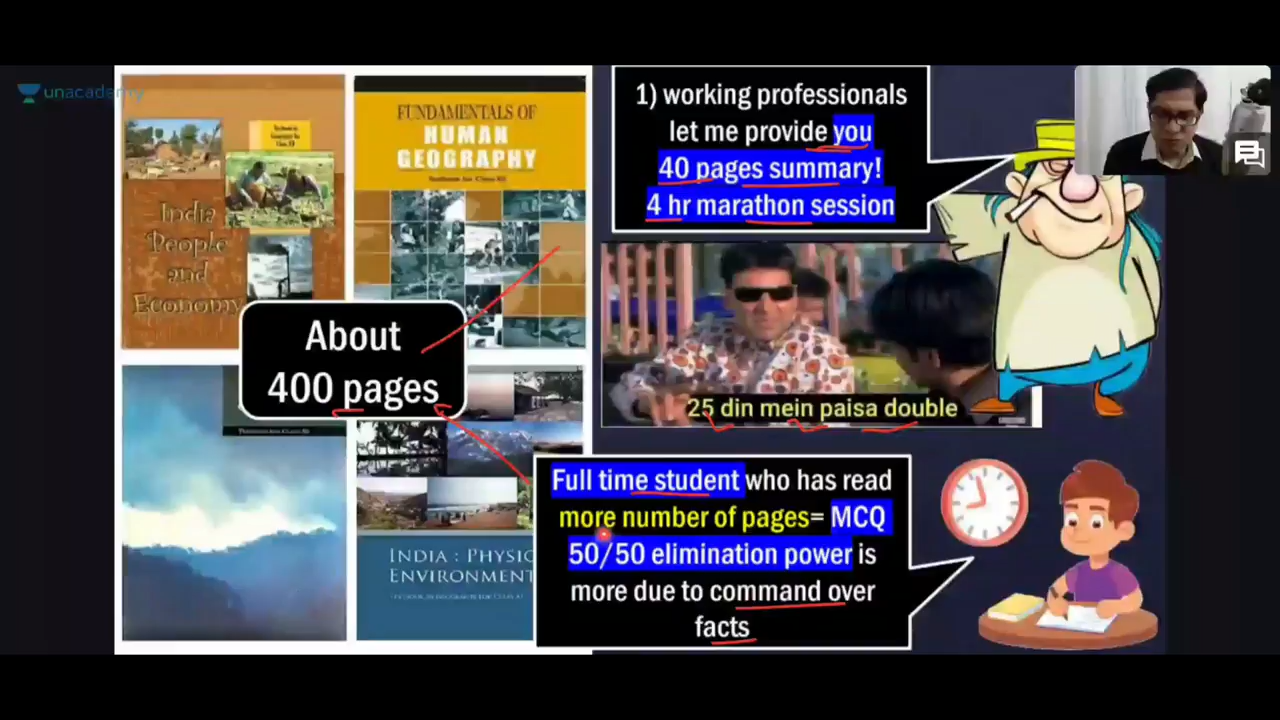 unacademy
India
People
and
Economy
FUNDAMENTALS OF
HUMAN
GEOGRAPHY
About
400 pages
INDIA : PHYSIC
ENVIRONMENT
1) working professionals
let me provide you
40 pages summary!
4 hr marathon session
25 din mein paisa double
Full time student who has read
more number of pages= MCQ
50/50 elimination power is
more due to command over
facts